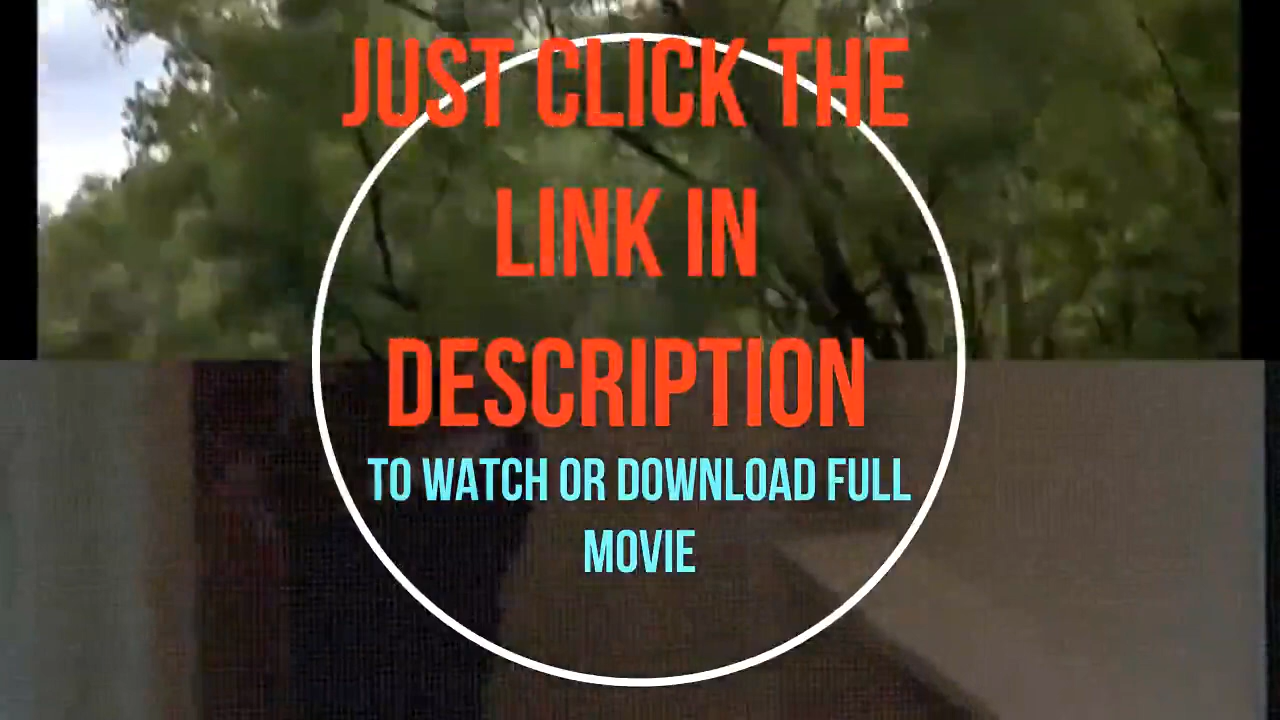 JUST CLICK THE
LINK IN
DESCRIPTION
TO WATCH OR DOWNLOAD FULL
MOVIE